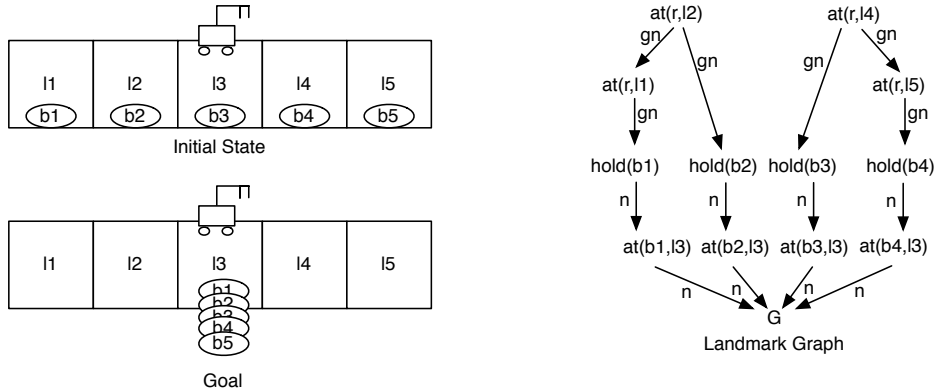 l1 l2 l3 l4 l5
b1 b2 b3 b4 b5
Initial State
l1 l2 l3 l4 l5
b1
b2
b3
b4
b5
Goal
at(r,l2) at(r,l4)
gn gn
gn gn
at(r,l1) at(r,l5)
gn gn
hold(b1) hold(b2) hold(b3) hold(b4)
n n n n
at(b1,l3) at(b2,l3) at(b3,l3) at(b4,l3)
n n n n
G
Landmark Graph